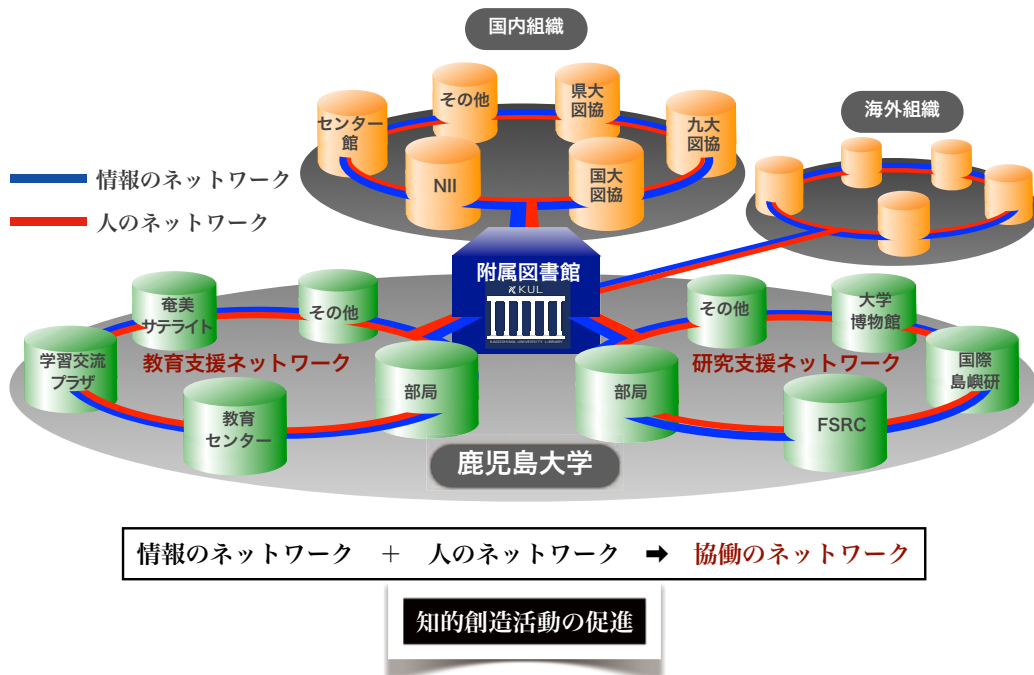 国内組織
海外組織
その他
県大
図協
センター
館
九大
図協
NII
国大
図協
情報のネットワーク
人のネットワーク
附属図書館
KUL
KAGOSHIMA UNIVERSITY LIBRARY
奄美
サテライト
その他
学習交流
プラザ
教育支援ネットワーク
教育
センター
部局
その他
大学
博物館
研究支援ネットワーク
国際
島嶼研
部局
FSRC
鹿児島大学
情報のネットワーク ＋ 人のネットワーク ➡ 協働のネットワーク
知的創造活動の促進